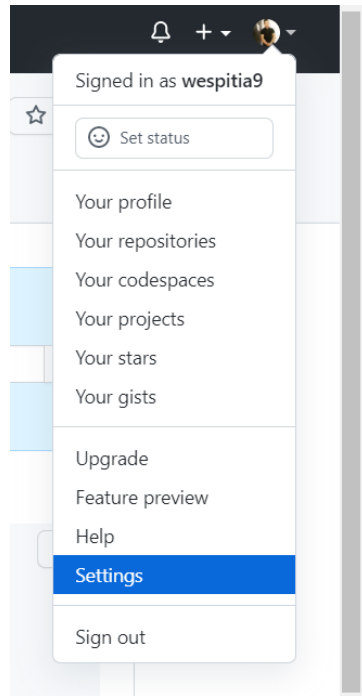 Signed in as wespitia9
Set status
Your profile
Your repositories
Your codespaces
Your projects
Your stars
Your gists
Upgrade
Feature preview
Help
Settings
Sign out